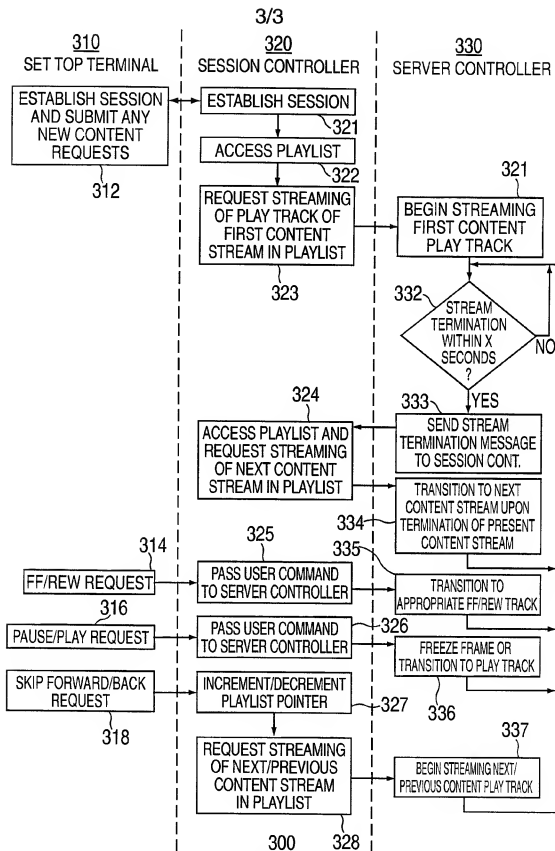 3/3
310
SET TOP TERMINAL
320
SESSION CONTROLLER
330
SERVER CONTROLLER
ESTABLISH SESSION
AND SUBMIT ANY
NEW CONTENT
REQUESTS
312
ESTABLISH SESSION
321
ACCESS PLAYLIST
322
REQUEST STREAMING
OF PLAY TRACK OF
FIRST CONTENT
STREAM IN PLAYLIST
323
321
BEGIN STREAMING
FIRST CONTENT
PLAY TRACK
332
STREAM
TERMINATION
WITHIN X
SECONDS
?
NO
YES
324
ACCESS PLAYLIST AND
REQUEST STREAMING
OF NEXT CONTENT
STREAM IN PLAYLIST
333
SEND STREAM
TERMINATION MESSAGE
TO SESSION CONT.
334
TRANSITION TO NEXT
CONTENT STREAM UPON
TERMINATION OF PRESENT
CONTENT STREAM
314
FF/REW REQUEST
325
PASS USER COMMAND
TO SERVER CONTROLLER
335
TRANSITION TO
APPROPRIATE FF/REW TRACK
316
PAUSE/PLAY REQUEST
PASS USER COMMAND
TO SERVER CONTROLLER
326
FREEZE FRAME OR
TRANSITION TO PLAY TRACK
336
SKIP FORWARD/BACK
REQUEST
318
INCREMENT/DECREMENT
PLAYLIST POINTER
327
REQUEST STREAMING
OF NEXT/PREVIOUS
CONTENT STREAM
IN PLAYLIST
328
337
BEGIN STREAMING NEXT/
PREVIOUS CONTENT PLAY TRACK
300